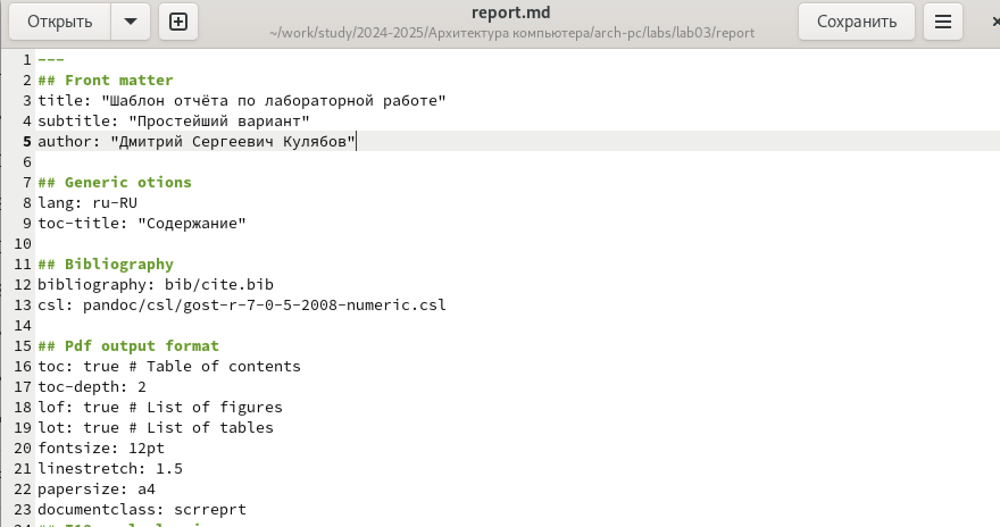 Открыть
report.md
~/work/study/2024-2025/Архитектура компьютера/arch-pc/labs/lab03/report
Сохранить
1 ---
2 ## Front matter
3 title: "Шаблон отчёта по лабораторной работе"
4 subtitle: "Простейший вариант"
5 author: "Дмитрий Сергеевич Кулябов"
6
7 ## Generic otions
8 lang: ru-RU
9 toc-title: "Содержание"
10
11 ## Bibliography
12 bibliography: bib/cite.bib
13 csl: pandoc/csl/gost-r-7-0-5-2008-numeric.csl
14
15 ## Pdf output format
16 toc: true # Table of contents
17 toc-depth: 2
18 lof: true # List of figures
19 lot: true # List of tables
20 fontsize: 12pt
21 linestretch: 1.5
22 papersize: a4
23 documentclass: scrreprt